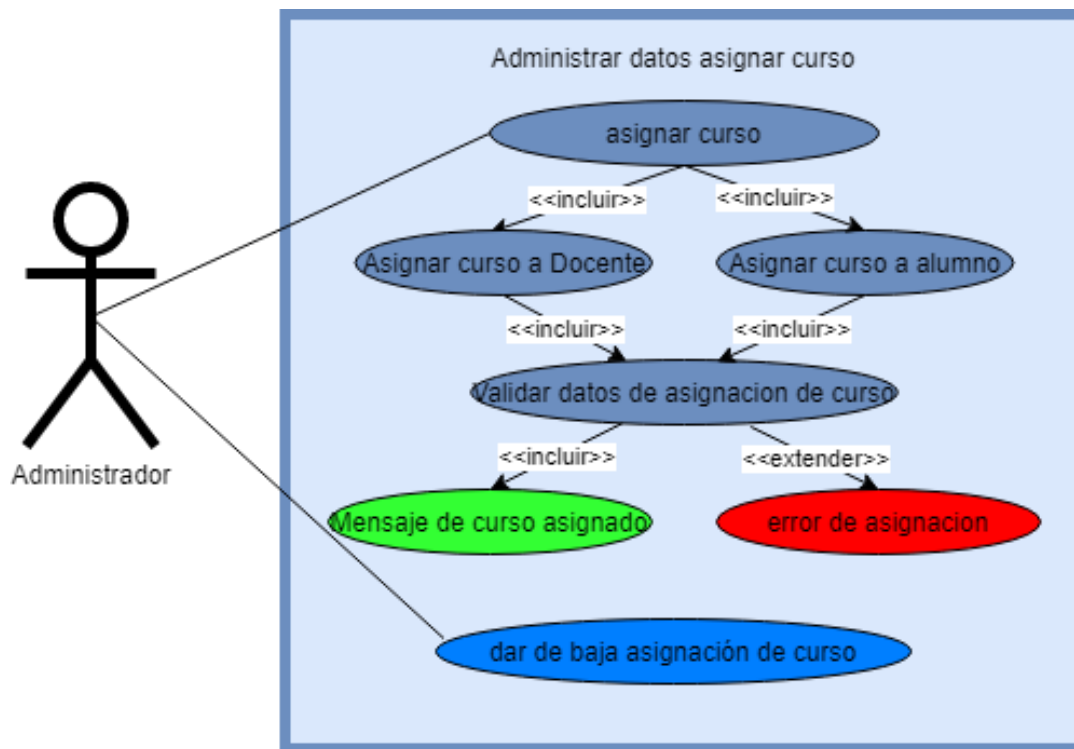 Administrar datos asignar curso
asignar curso
<<incluir>>
<<incluir>>
Asignar curso a Docente
Asignar curso a alumno
<<incluir>>
<<incluir>>
Validar datos de asignacion de curso
<<incluir>>
<<extender>>
Administrador
Mensaje de curso asignado
error de asignacion
dar de baja asignación de curso